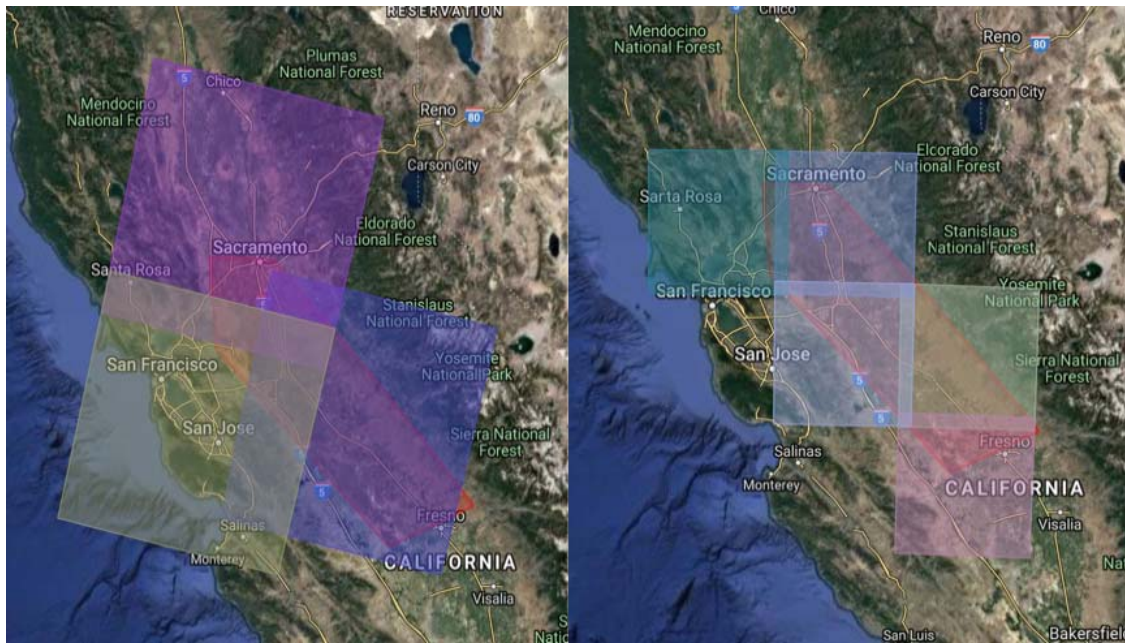 RESERVATION
Plumas
National Forest
5
Chico
Mendocino
National Forest
Reno
80
Carson City
Eldorado
National Forest
Sacramento
Santa Rosa
Stanislaus
National Forest
Yosemite
National Park
San Francisco
San Jose
Sierra National
Forest
5
Salinas
Fresno
Monterey
CALIFORNIA
Visalia
5
Chico
Mendocino
National Forest
Reno
80
Carson City
Elcorado
National Forest
Sacramento
Sarta Rosa
5
Stanislaus
National Forest
San Francisco
Yosemite
National Park
San Jose
Sierra National
Forest
5
5
Fresno
Salinas
Monterey
CALIFORNIA
Visalia
San Luis
Bakersfield